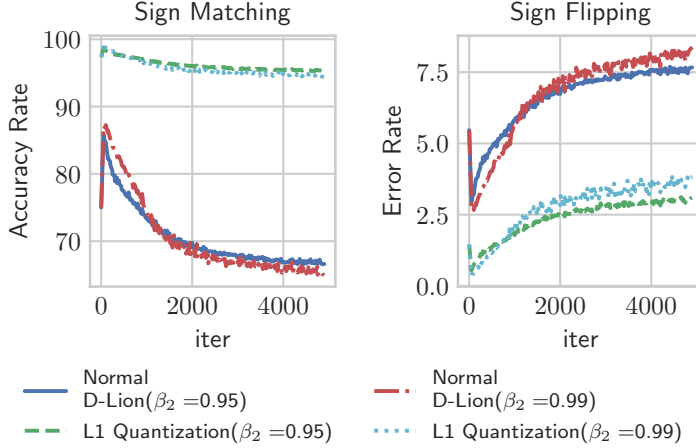 Sign Matching
Accuracy Rate
100
90
80
70
0
2000
4000
iter
Sign Flipping
Error Rate
7.5
5.0
2.5
0.0
0
2000
4000
iter
Normal
D-Lion(β₂ =0.95)
L1 Quantization(β₂ =0.95)
Normal
D-Lion(β₂ =0.99)
L1 Quantization(β₂ =0.99)